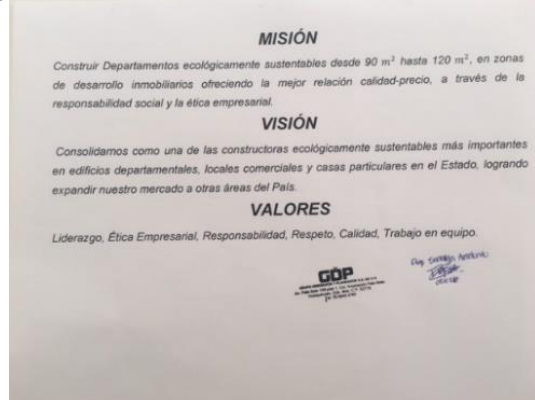 MISIÓN
Construir Departamentos ecológicamente sustentables desde 90 m² hasta 120 m², en zonas
de desarrollo inmobiliarios ofreciendo la mejor relación calidad-precio, a través de la
responsabilidad social y la ética empresarial.
VISIÓN
Consolidarnos como una de las constructoras ecológicamente sustentables más importantes
en edificios departamentales, locales comerciales y casas particulares en el Estado, logrando
expandir nuestro mercado a otras áreas del País.
VALORES
Liderazgo, Ética Empresarial, Responsabilidad, Respeto, Calidad, Trabajo en equipo.
GDP